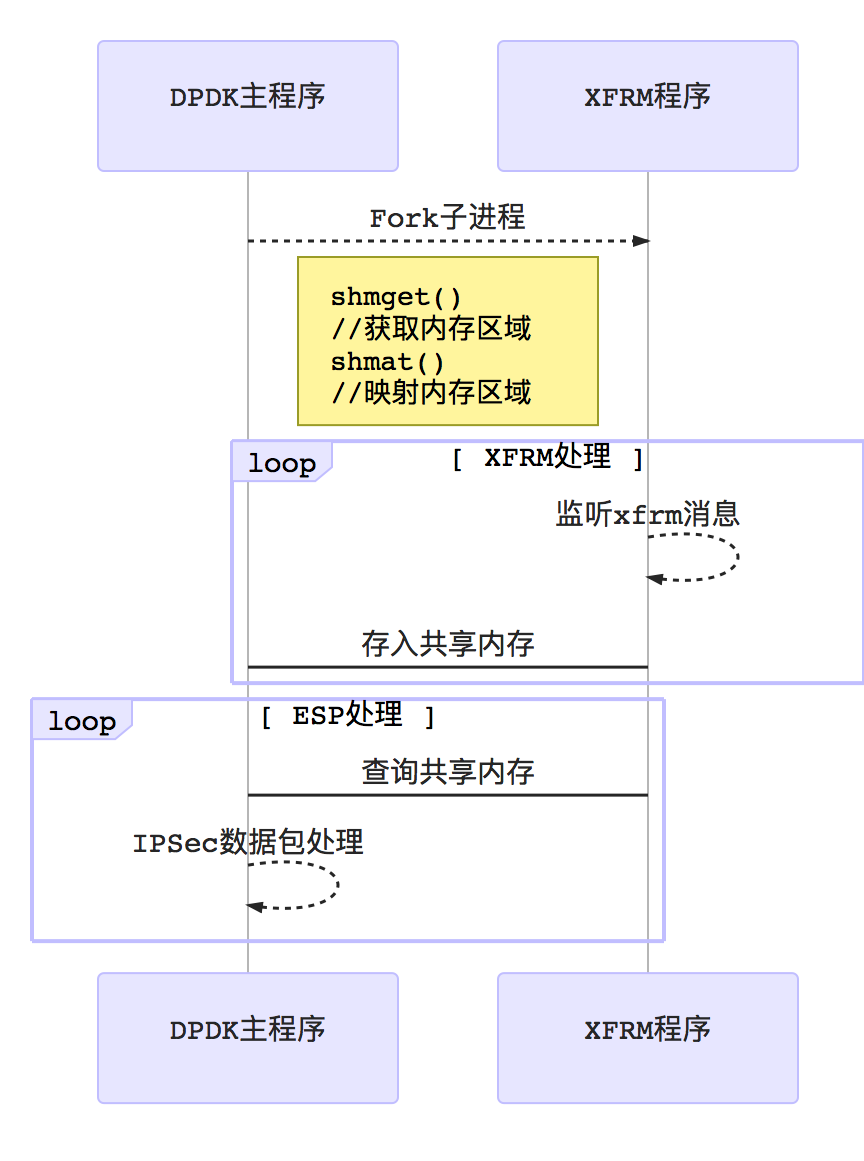 DPDK主程序
XFRM程序
Fork子进程
shmget()
//获取内存区域
shmat()
//映射内存区域
loop
[ XFRM处理 ]
监听xfrm消息
存入共享内存
loop
[ ESP处理 ]
查询共享内存
IPSec数据包处理
DPDK主程序
XFRM程序